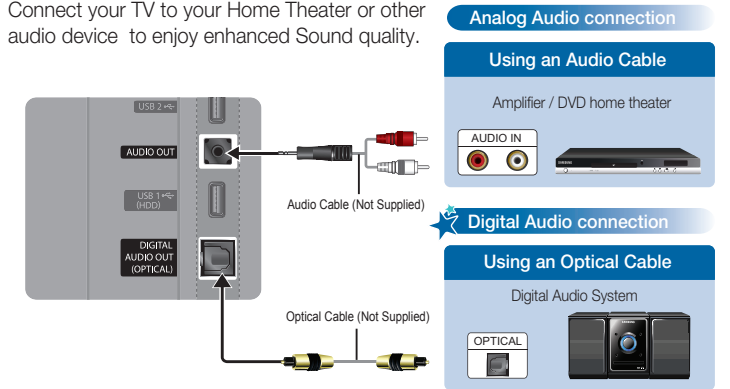 Connect your TV to your Home Theater or other
audio device to enjoy enhanced Sound quality.
USB 2
AUDIO OUT
USB 1
(HDD)
DIGITAL
AUDIO OUT
(OPTICAL)
Audio Cable (Not Supplied)
Optical Cable (Not Supplied)
Analog Audio connection
Using an Audio Cable
Amplifier / DVD home theater
AUDIO IN
SAMSUNG
Digital Audio connection
Using an Optical Cable
Digital Audio System
OPTICAL
SAMSUNG